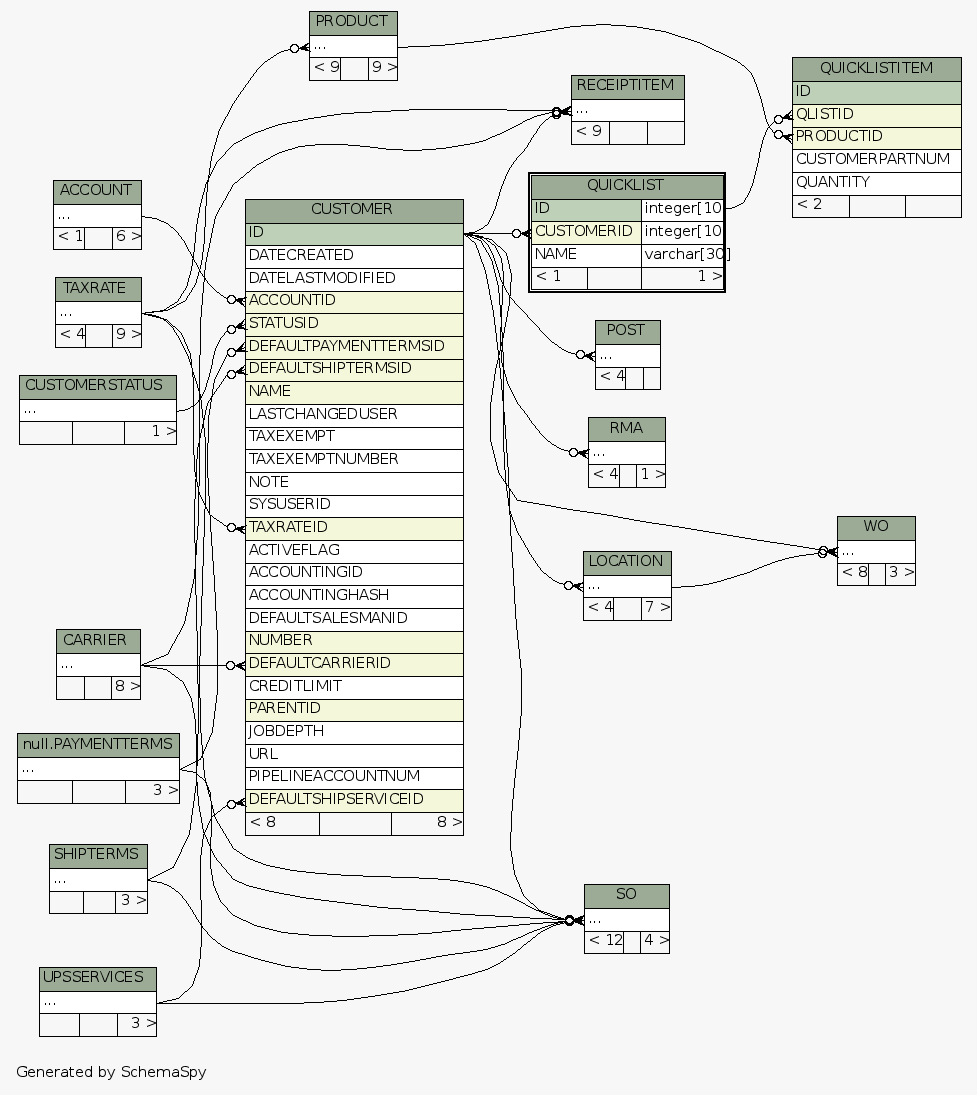 PRODUCT
...
< 9 9 >
RECEIPTITEM
...
< 9
QUICKLISTITEM
ID
QLISTID
PRODUCTID
CUSTOMERPARTNUM
QUANTITY
< 2
ACCOUNT
...
< 1 6 >
QUICKLIST
ID integer[10
CUSTOMERID integer[10
NAME varchar[30]
< 1 1 >
CUSTOMER
ID
DATECREATED
DATELASTMODIFIED
ACCOUNTID
STATUSID
DEFAULTPAYMENTTERMSID
DEFAULTSHIPTERMSID
NAME
LASTCHANGEDUSER
TAXEXEMPT
TAXEXEMPTNUMBER
NOTE
SYSUSERID
TAXRATEID
ACTIVEFLAG
ACCOUNTINGID
ACCOUNTINGHASH
DEFAULTSALESMANID
NUMBER
DEFAULTCARRIERID
CREDITLIMIT
PARENTID
JOBDEPTH
URL
PIPELINEACCOUNTNUM
DEFAULTSHIPSERVICEID
< 8 8 >
TAXRATE
...
< 4 9 >
CUSTOMERSTATUS
...
1 >
POST
...
< 4
RMA
...
< 4 1 >
WO
...
< 8 3 >
LOCATION
...
< 4 7 >
CARRIER
...
8 >
null.PAYMENTTERMS
...
3 >
SHIPTERMS
...
3 >
SO
...
< 12 4 >
UPSSERVICES
...
3 >
Generated by SchemaSpy